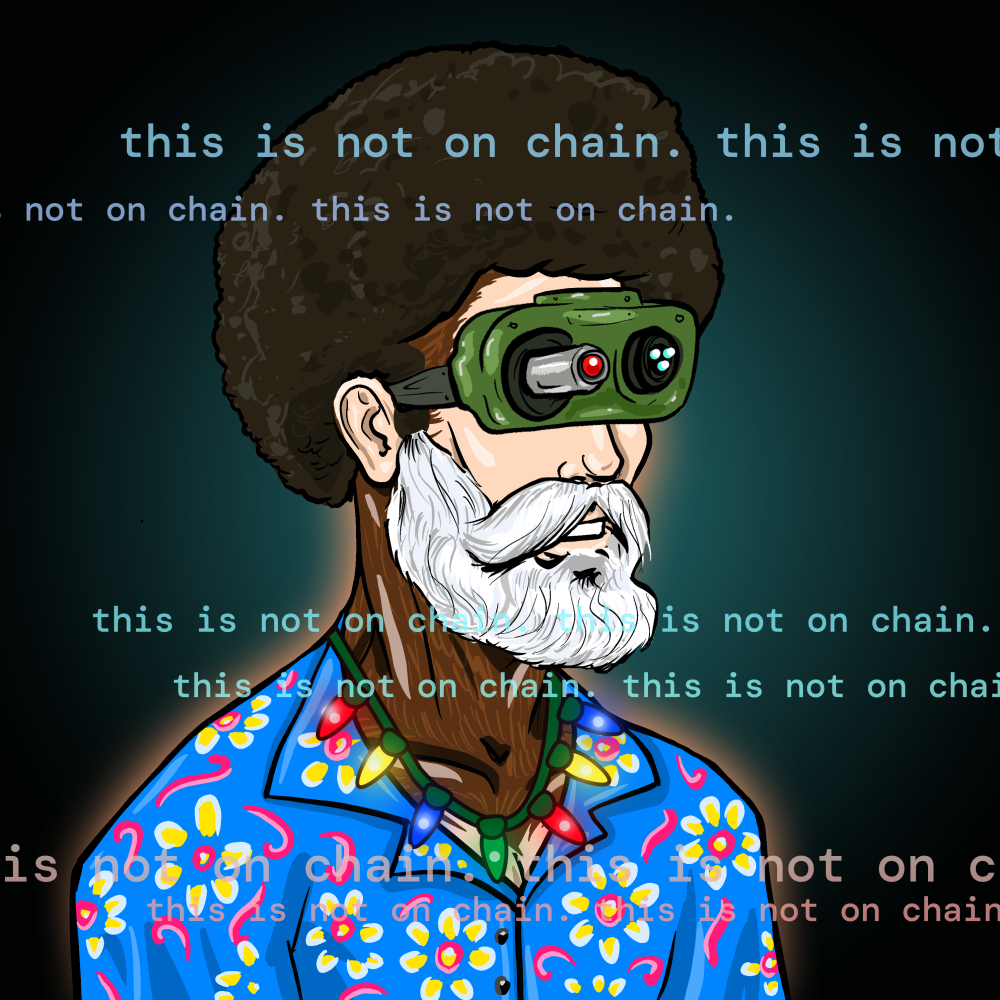 this is not on chain. this is not
not on chain. this is not on chain.
this is not on chain. this is not on chain.
this is not on chain. this is not on chai
is not on chain. this is not on c
this is not on chain. this is not on chain